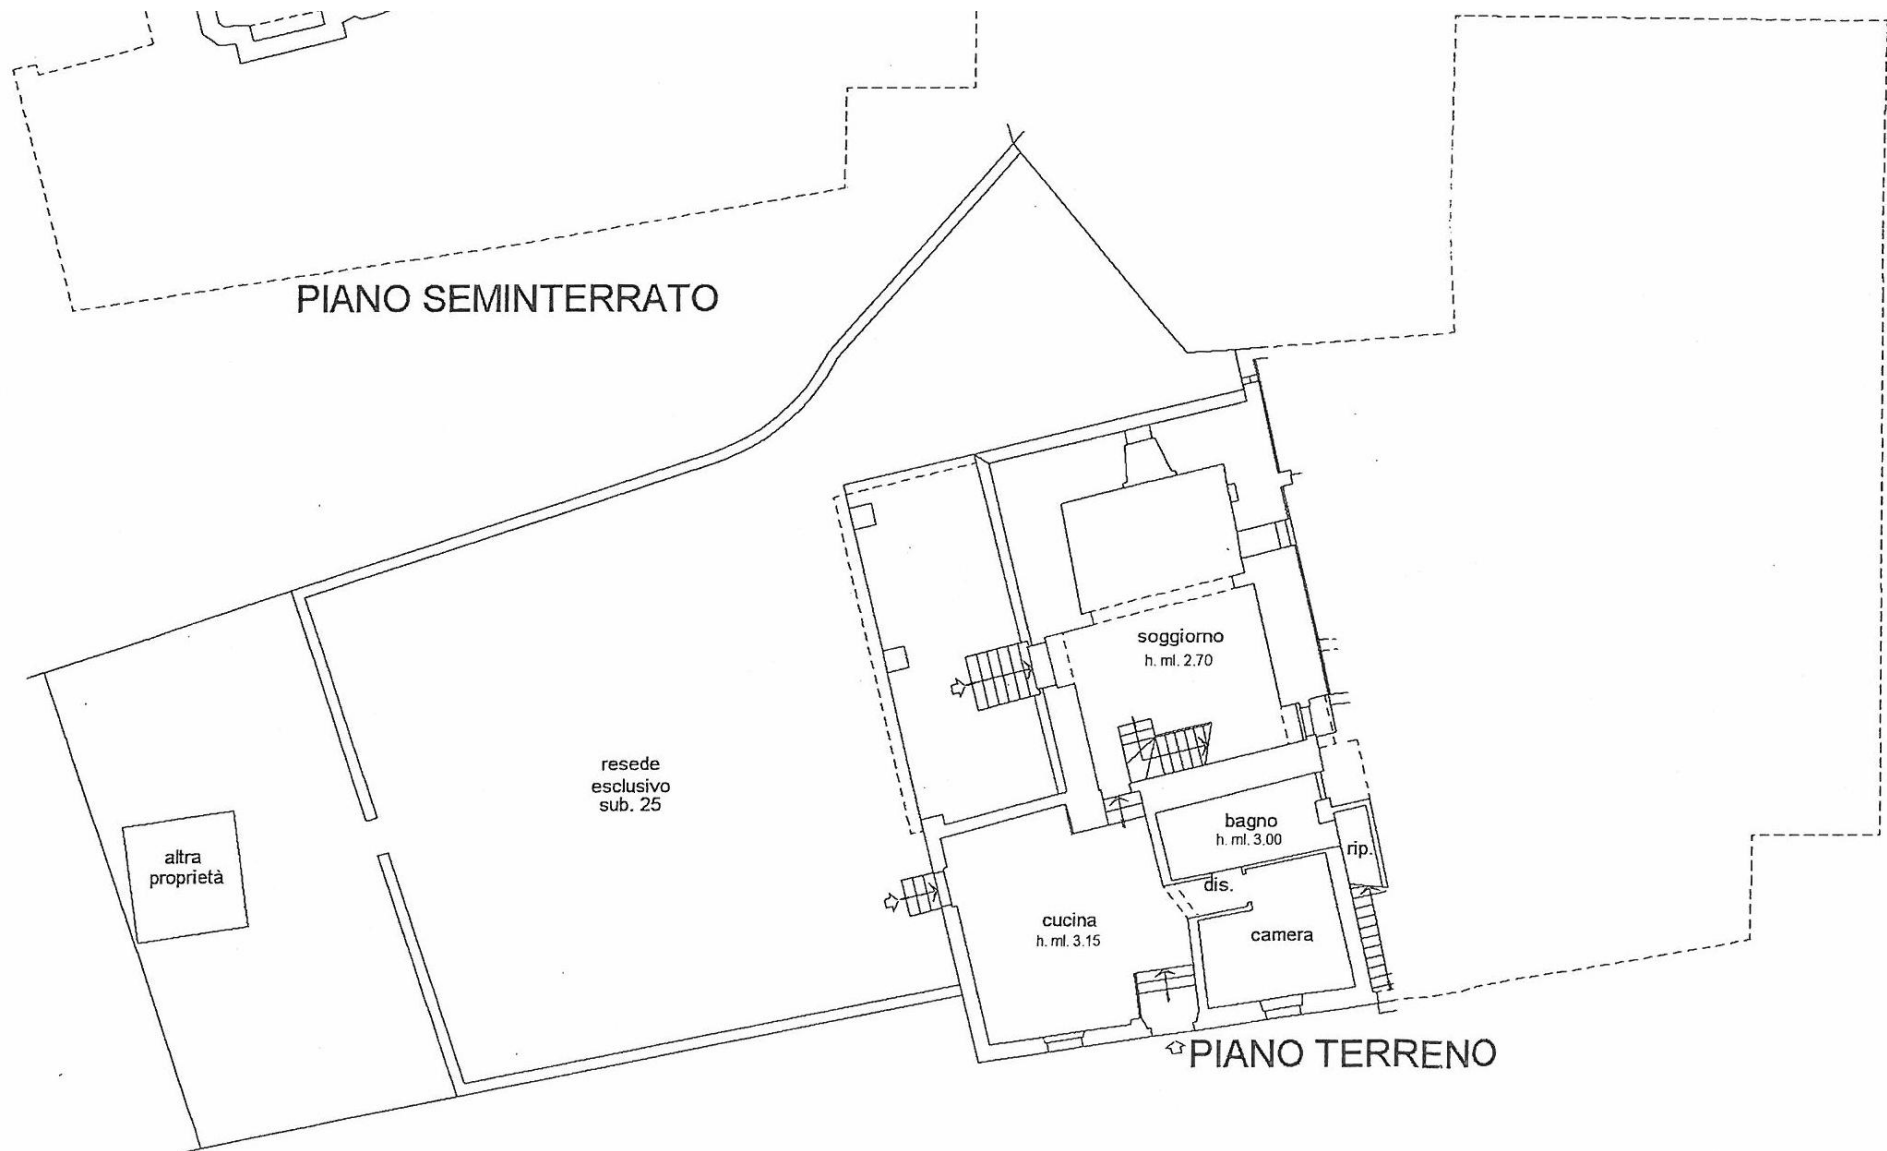 PIANO SEMINTERRATO
soggiorno
h. ml. 2.70
resede
esclusivo
sub. 25
altra
proprietà
bagno
h. ml. 3.00
rip.
dis.
cucina
h. ml. 3.15
camera
PIANO TERRENO